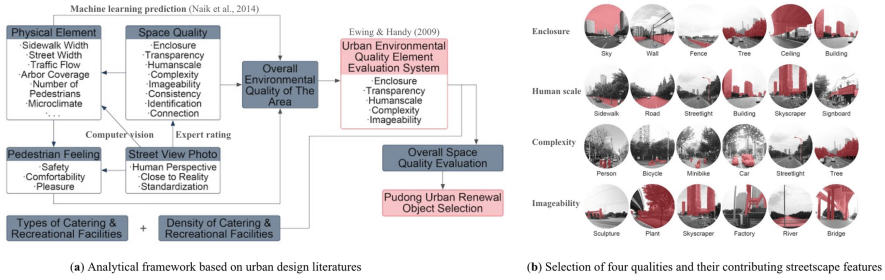 Machine learning prediction (Naik et al., 2014)
Physical Element
·Sidewalk Width
·Street Width
·Traffic Flow
·Arbor Coverage
·Number of
Pedestrians
·Microclimate
·. . .
Space Quality
·Enclosure
·Transparency
·Humanscale
·Complexity
·Imageability
·Consistency
·Identification
·Connection
Computer vision
Expert rating
Pedestrian Feeling
·Safety
·Comfortability
·Pleasure
Street View Photo
·Human Perspective
·Close to Reality
·Standardization
Overall
Environmental
Quality of The
Area
Ewing & Handy (2009)
Urban Environmental
Quality Element
Evaluation System
·Enclosure
·Transparency
·Humanscale
·Complexity
·Imageability
Overall Space
Quality Evaluation
Pudong Urban Renewal
Object Selection
Types of Catering &
Recreational Facilities
+
Density of Catering &
Recreational Facilities
(a) Analytical framework based on urban design literatures
Enclosure
Sky Wall Fence Tree Ceiling Building
Human scale
Sidewalk Road Streetlight Building Skyscraper Signboard
Complexity
Person Bicycle Minibike Car Streetlight Tree
Imageability
Sculpture Plant Skyscraper Factory River Bridge
(b) Selection of four qualities and their contributing streetscape features